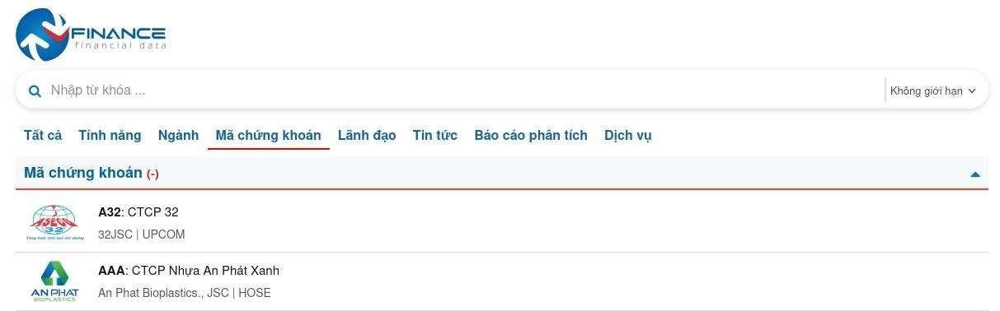 FINANCE
financial data
Nhập từ khóa ...
Không giới hạn
Tất cả Tính năng Ngành Mã chứng khoán Lãnh đạo Tin tức Báo cáo phân tích Dịch vụ
Mã chứng khoán (-)
ASECO
32
A32: CTCP 32
32JSC | UPCOM
AN PHAT
BIOPLASTICS
AAA: CTCP Nhựa An Phát Xanh
An Phat Bioplastics., JSC | HOSE